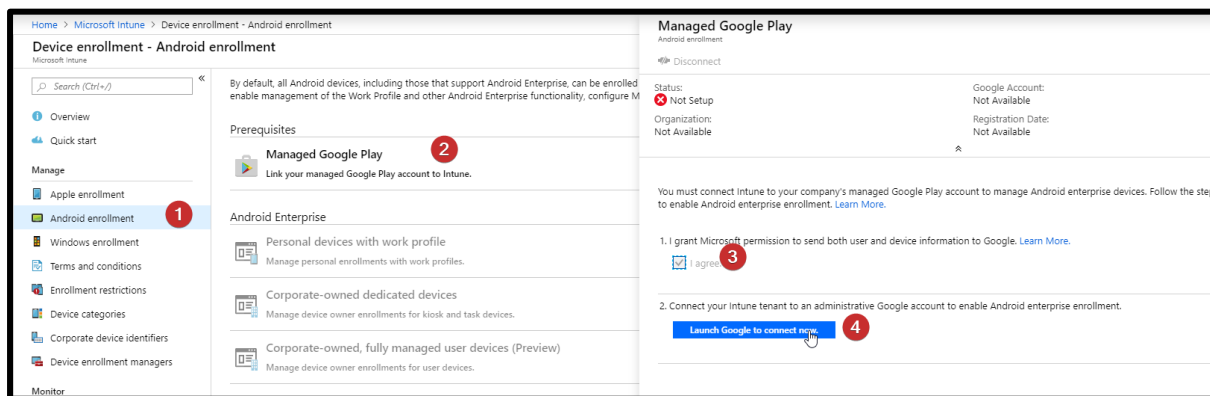 Home > Microsoft Intune > Device enrollment - Android enrollment
Device enrollment - Android enrollment
Microsoft Intune
Search (Ctrl+/)
«
Overview
Quick start
Manage
Apple enrollment
Android enrollment
1
Windows enrollment
Terms and conditions
Enrollment restrictions
Device categories
Corporate device identifiers
Device enrollment managers
Monitor
By default, all Android devices, including those that support Android Enterprise, can be enrolled
enable management of the Work Profile and other Android Enterprise functionality, configure M
Prerequisites
Managed Google Play
2
Link your managed Google Play account to Intune.
Android Enterprise
Personal devices with work profile
Manage personal enrollments with work profiles.
Corporate-owned dedicated devices
Manage device owner enrollments for kiosk and task devices.
Corporate-owned, fully managed user devices (Preview)
Manage device owner enrollments for user devices.
Managed Google Play
Android enrollment
Disconnect
Status:
Not Setup
Google Account:
Not Available
Organization:
Not Available
Registration Date:
Not Available
You must connect Intune to your company's managed Google Play account to manage Android enterprise devices. Follow the ste
to enable Android enterprise enrollment. Learn More.
1. I grant Microsoft permission to send both user and device information to Google. Learn More.
I agree
3
2. Connect your Intune tenant to an administrative Google account to enable Android enterprise enrollment.
Launch Google to connect now.
4